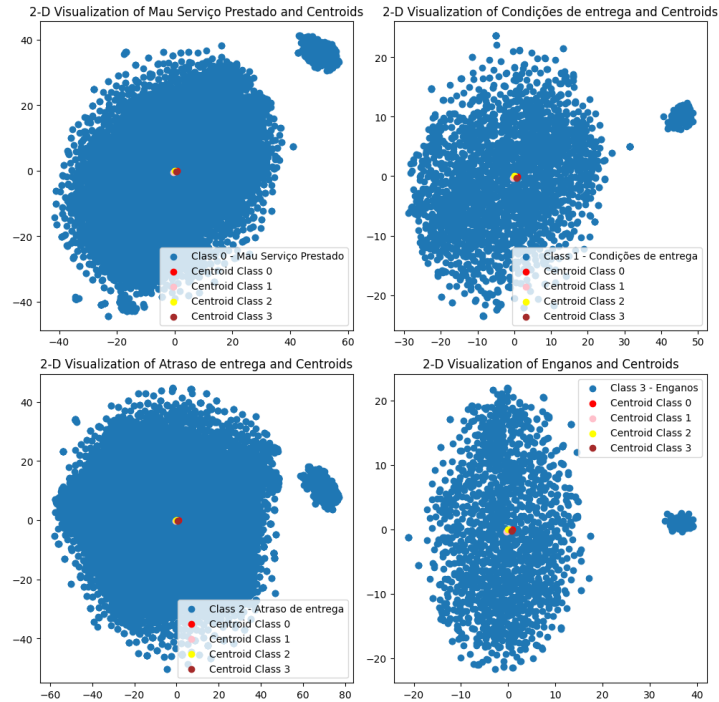 2-D Visualization of Mau Serviço Prestado and Centroids
40
20
0
−20
−40
−40
−20
0
20
40
60
Class 0 - Mau Serviço Prestado
Centroid Class 0
Centroid Class 1
Centroid Class 2
Centroid Class 3
2-D Visualization of Condições de entrega and Centroids
20
10
0
−10
−20
−30
−20
−10
0
10
20
30
40
50
Class 1 - Condições de entrega
Centroid Class 0
Centroid Class 1
Centroid Class 2
Centroid Class 3
2-D Visualization of Atraso de entrega and Centroids
40
20
0
−20
−40
−60
−40
−20
0
20
40
60
80
Class 2 - Atraso de entrega
Centroid Class 0
Centroid Class 1
Centroid Class 2
Centroid Class 3
2-D Visualization of Enganos and Centroids
20
10
0
−10
−20
−20
−10
0
10
20
30
40
Class 3 - Enganos
Centroid Class 0
Centroid Class 1
Centroid Class 2
Centroid Class 3